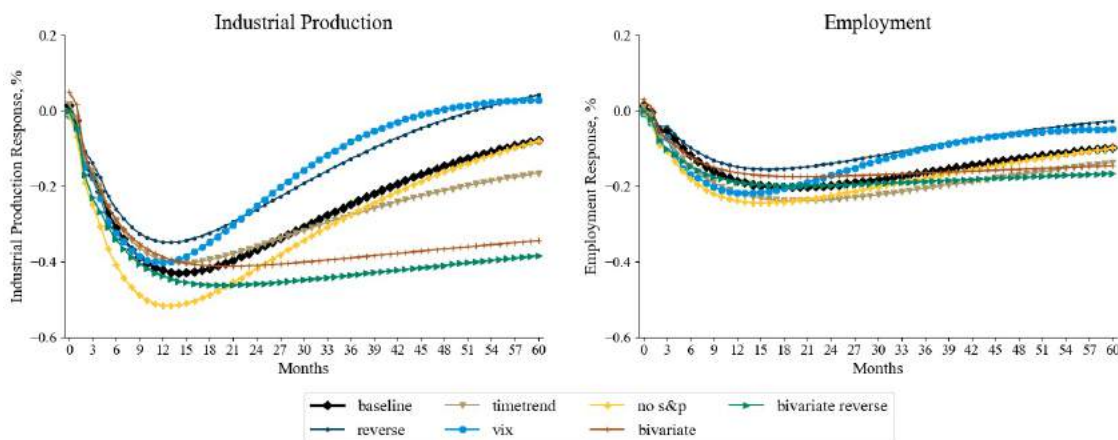 Industrial Production
Employment
0.2
0.0
−0.2
−0.4
−0.6
Industrial Production Response, %
0 3 6 9 12 15 18 21 24 27 30 33 36 39 42 45 48 51 54 57 60
Months
0.2
0.0
−0.2
−0.4
−0.6
Employment Response, %
0 3 6 9 12 15 18 21 24 27 30 33 36 39 42 45 48 51 54 57 60
Months
baseline timetrend no s&p bivariate reverse
reverse vix bivariate